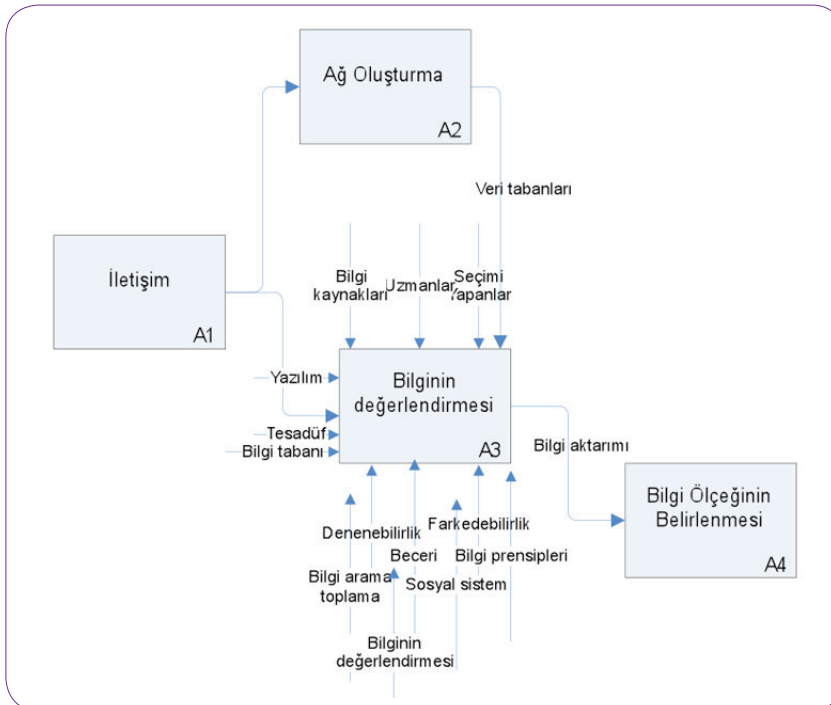 Ağ Oluşturma
A2
Veri tabanları
İletişim
A1
Bilgi
kaynakları
Uzmanlar
Seçimi
Yapanlar
Yazılım
Tesadüf
Bilgi tabanı
Bilginin
değerlendirmesi
A3
Bilgi aktarımı
Bilgi Ölçeğinin
Belirlenmesi
A4
Denenebilirlik
Farkedebilirlik
Beceri
Bilgi prensipleri
Bilgi arama
toplama
Sosyal sistem
Bilginin
değerlendirmesi